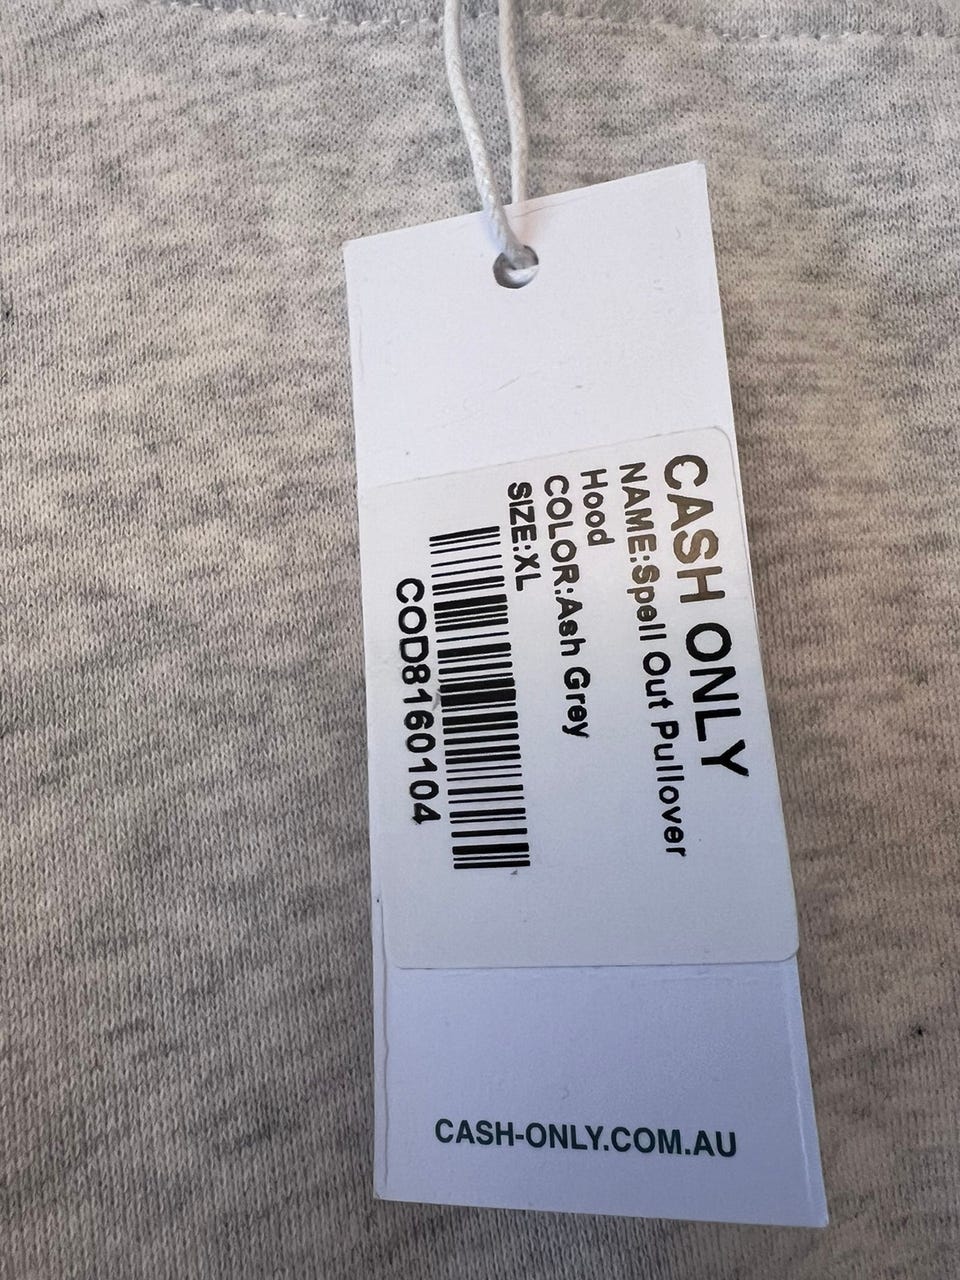 CASH ONLY
NAME:Spell Out Pullover
Hood
COLOR:Ash Grey
SIZE:XL
COD8160104
CASH-ONLY.COM.AU